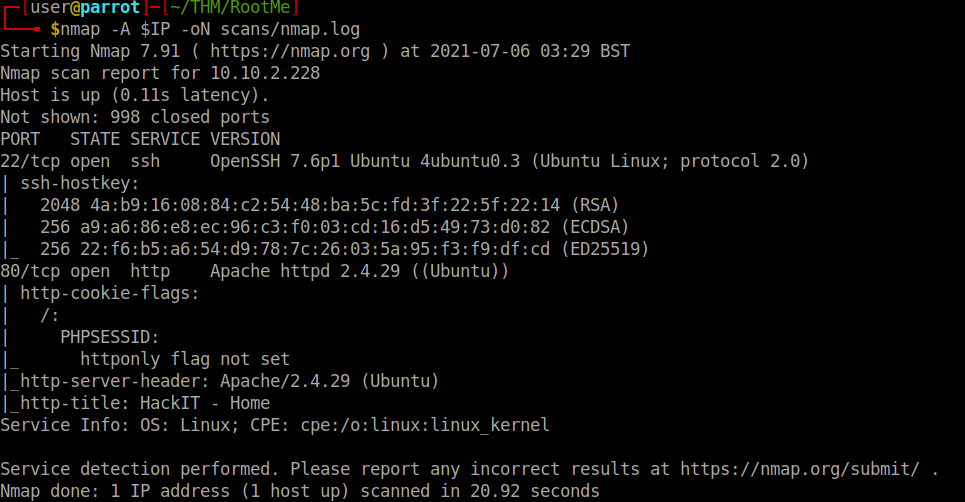 ┌─[user@parrot]─[~/THM/RootMe]
└──╼ $nmap -A $IP -oN scans/nmap.log
Starting Nmap 7.91 ( https://nmap.org ) at 2021-07-06 03:29 BST
Nmap scan report for 10.10.2.228
Host is up (0.11s latency).
Not shown: 998 closed ports
PORT   STATE SERVICE VERSION
22/tcp open  ssh     OpenSSH 7.6p1 Ubuntu 4ubuntu0.3 (Ubuntu Linux; protocol 2.0)
| ssh-hostkey:
|   2048 4a:b9:16:08:84:c2:54:48:ba:5c:fd:3f:22:5f:22:14 (RSA)
|   256 a9:a6:86:e8:ec:96:c3:f0:03:cd:16:d5:49:73:d0:82 (ECDSA)
|_  256 22:f6:b5:a6:54:d9:78:7c:26:03:5a:95:f3:f9:df:cd (ED25519)
80/tcp open  http    Apache httpd 2.4.29 ((Ubuntu))
| http-cookie-flags:
|   /:
|     PHPSESSID:
|_      httponly flag not set
|_http-server-header: Apache/2.4.29 (Ubuntu)
|_http-title: HackIT - Home
Service Info: OS: Linux; CPE: cpe:/o:linux:linux_kernel

Service detection performed. Please report any incorrect results at https://nmap.org/submit/ .
Nmap done: 1 IP address (1 host up) scanned in 20.92 seconds